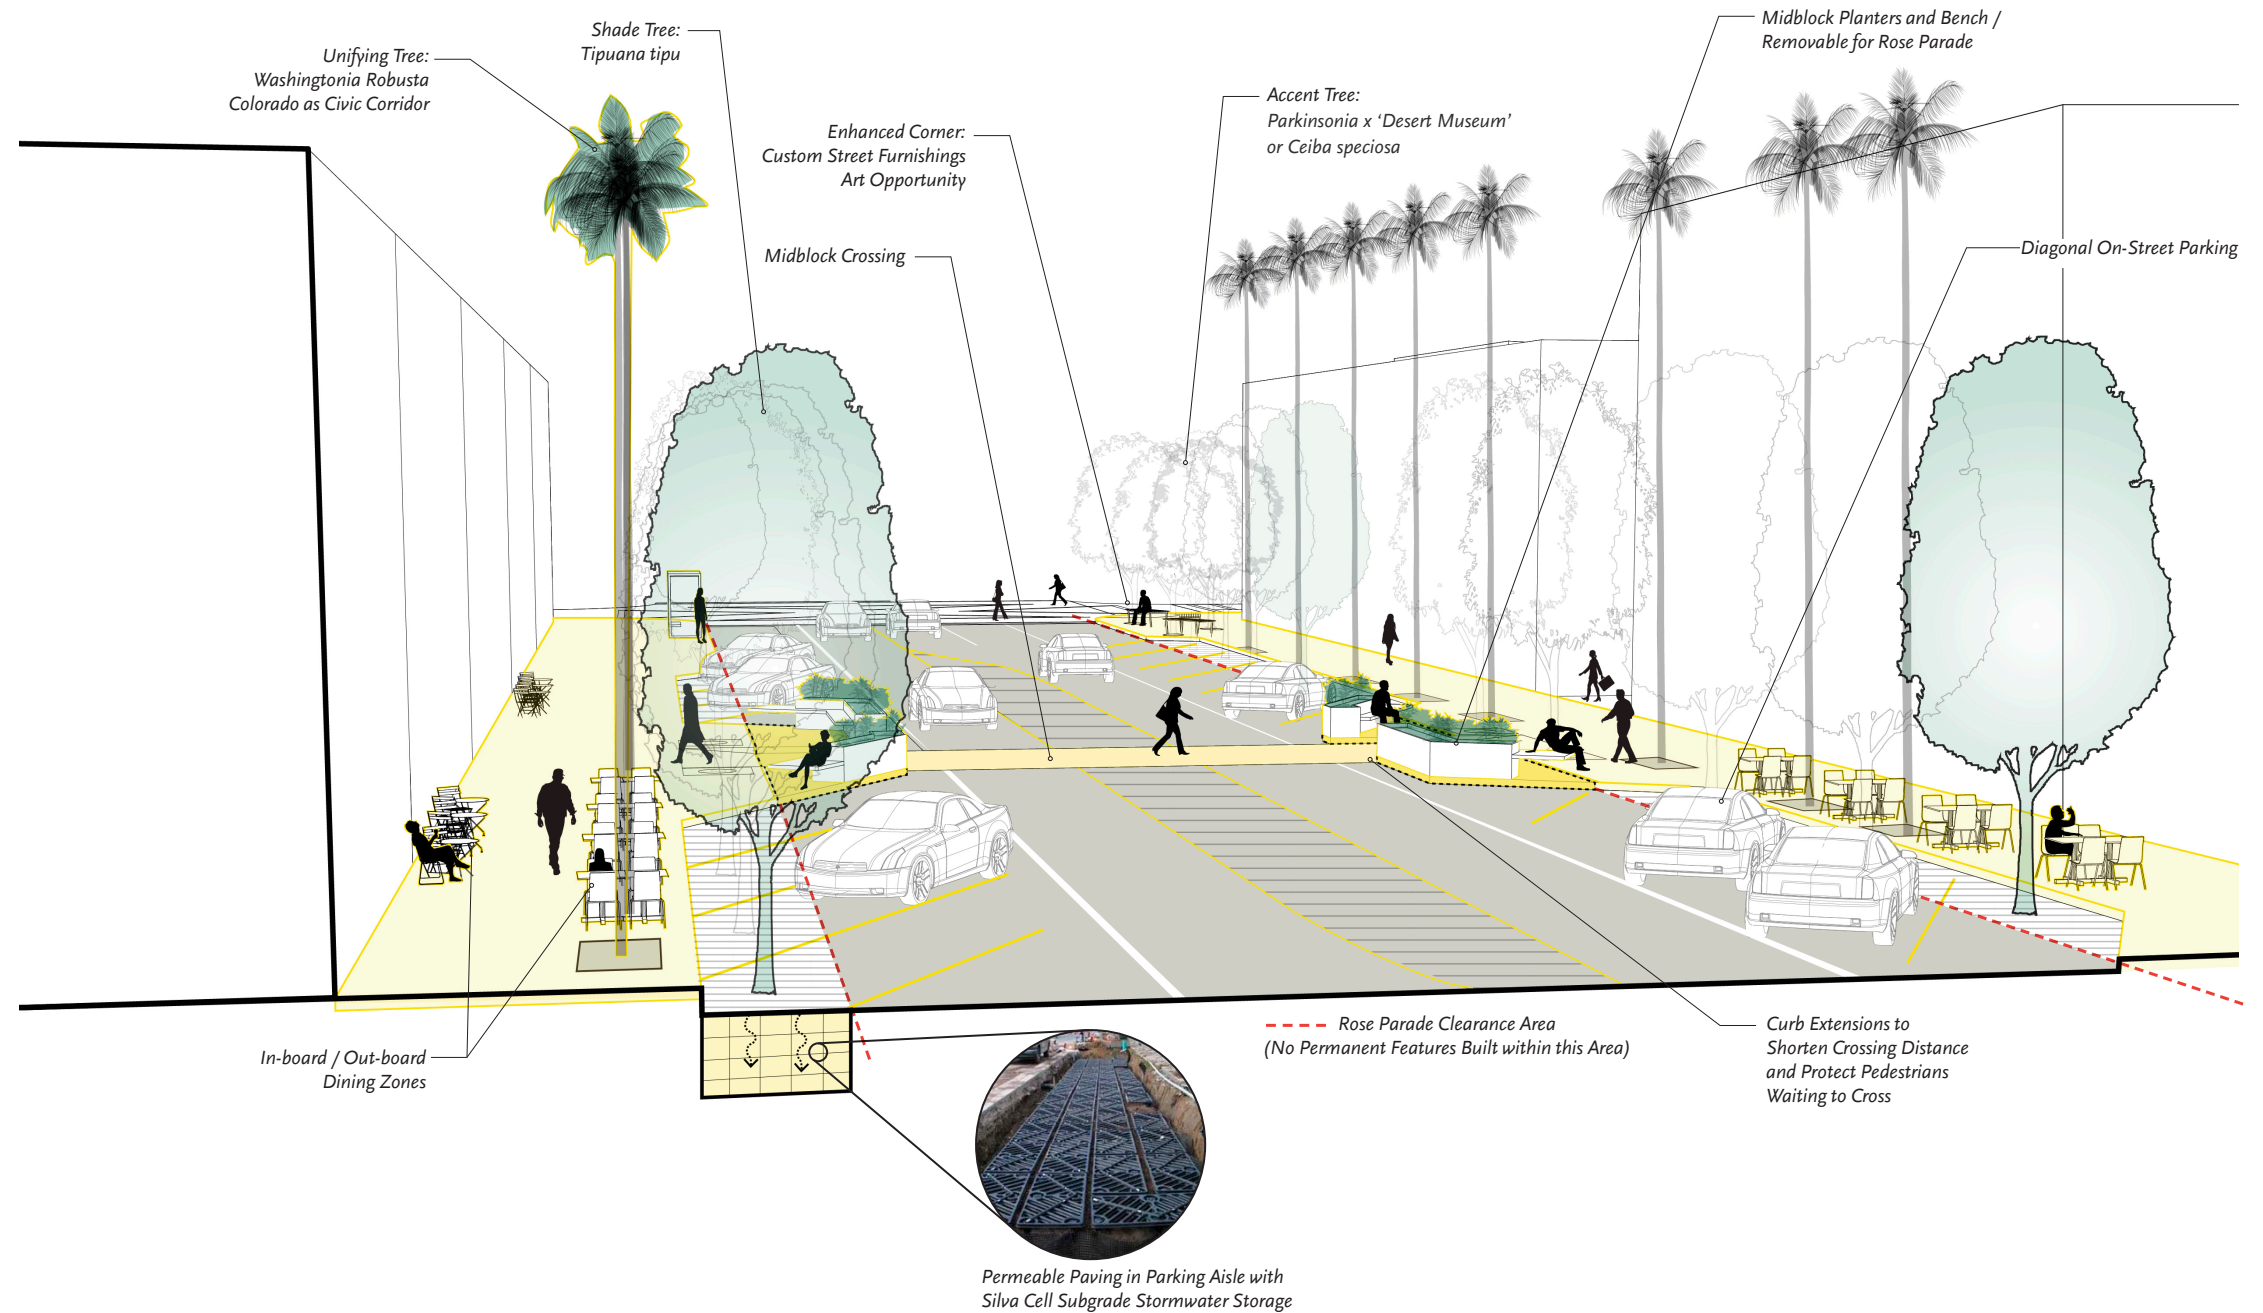 Shade Tree:
Tipuana tipu
Unifying Tree:
Washingtonia Robusta
Colorado as Civic Corridor
Enhanced Corner:
Custom Street Furnishings
Art Opportunity
Midblock Crossing
Accent Tree:
Parkinsonia x ‘Desert Museum’
or Ceiba speciosa
Midblock Planters and Bench /
Removable for Rose Parade
Diagonal On-Street Parking
In-board / Out-board
Dining Zones
Rose Parade Clearance Area
(No Permanent Features Built within this Area)
Curb Extensions to
Shorten Crossing Distance
and Protect Pedestrians
Waiting to Cross
Permeable Paving in Parking Aisle with
Silva Cell Subgrade Stormwater Storage